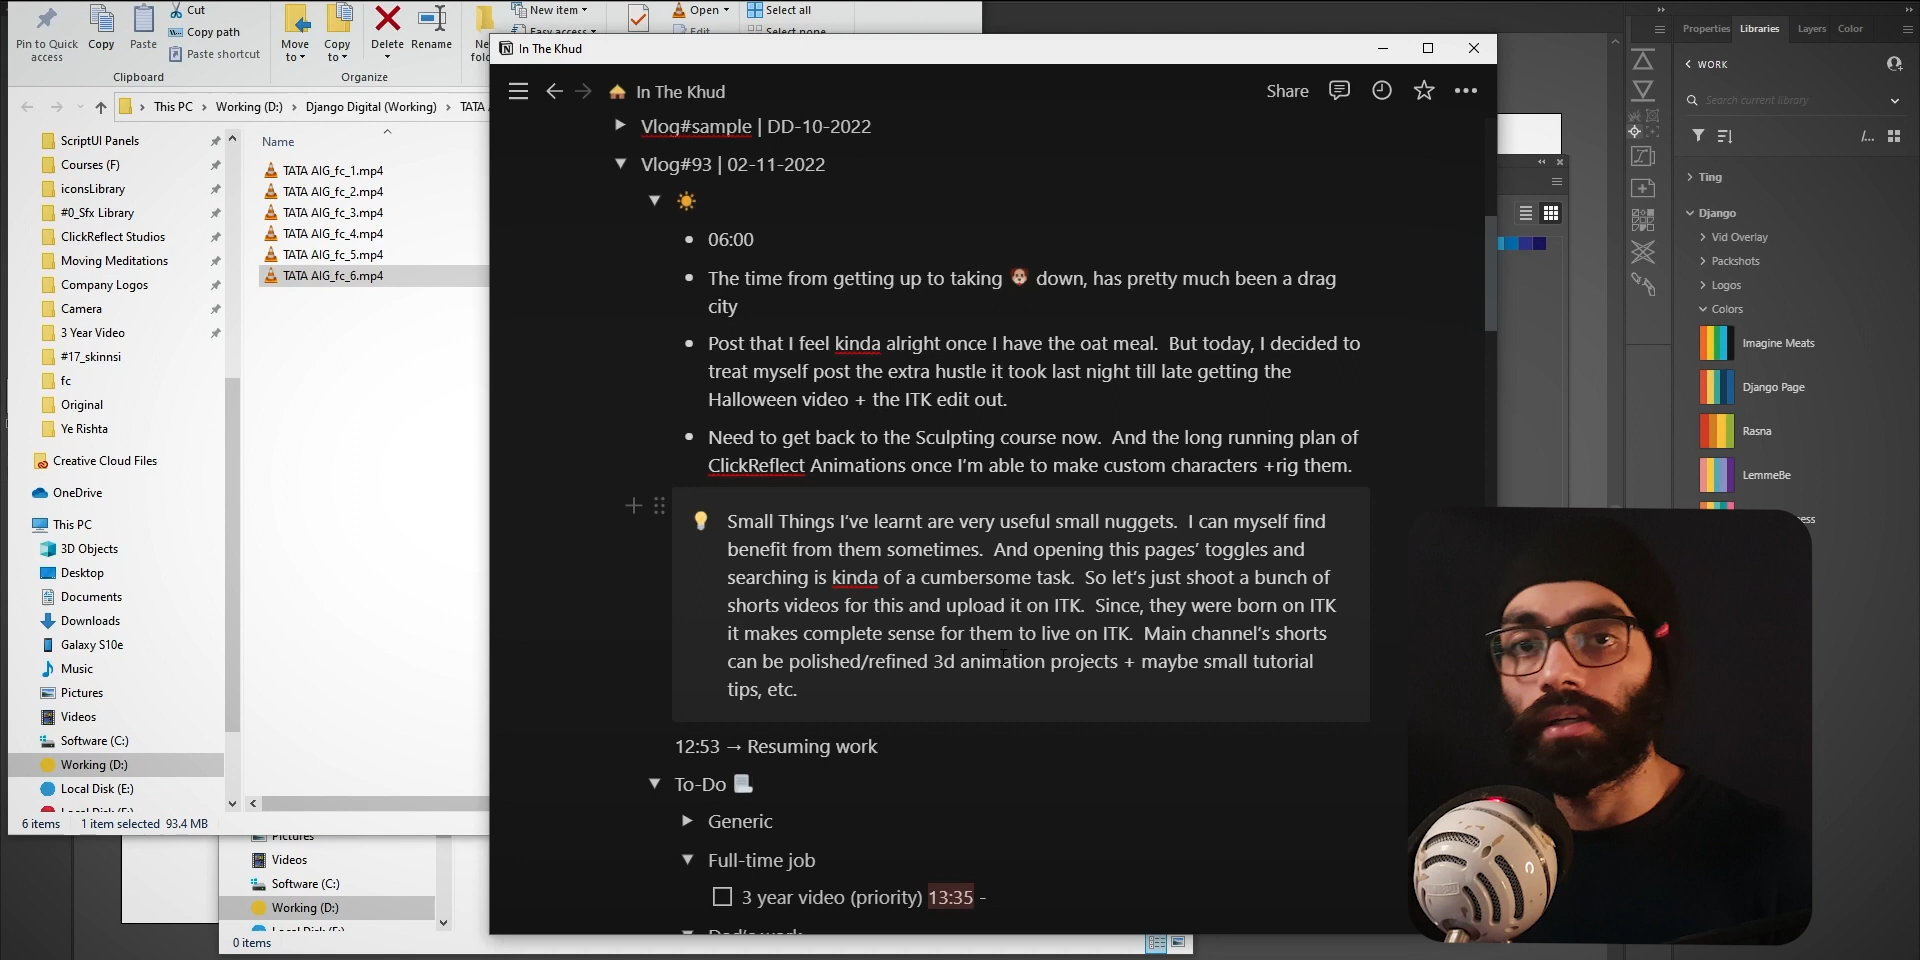 Pin to Quick access
Copy
Paste
Cut
Copy path
Paste shortcut
Clipboard
Move to
Copy to
Delete
Rename
Organize
New item
Easy access
Open
Edit
Select all
Select none
This PC > Working (D:) > Django Digital (Working) > TATA
ScriptUI Panels
Courses (F)
iconsLibrary
#0_Sfx Library
ClickReflect Studios
Moving Meditations
Company Logos
Camera
3 Year Video
#17_skinnsi
fc
Original
Ye Rishta
Creative Cloud Files
OneDrive
This PC
3D Objects
Desktop
Documents
Downloads
Galaxy S10e
Music
Pictures
Videos
Software (C:)
Working (D:)
Local Disk (E:)
6 items 1 item selected 93.4 MB
Name
TATA AIG_fc_1.mp4
TATA AIG_fc_2.mp4
TATA AIG_fc_3.mp4
TATA AIG_fc_4.mp4
TATA AIG_fc_5.mp4
TATA AIG_fc_6.mp4
Pictures
Videos
Software (C:)
Working (D:)
0 items
In The Khud
In The Khud
Share
Vlog#sample | DD-10-2022
Vlog#93 | 02-11-2022
06:00
The time from getting up to taking 🐶 down, has pretty much been a drag
city
Post that I feel kinda alright once I have the oat meal. But today, I decided to
treat myself post the extra hustle it took last night till late getting the
Halloween video + the ITK edit out.
Need to get back to the Sculpting course now. And the long running plan of
ClickReflect Animations once I'm able to make custom characters +rig them.
Small Things I've learnt are very useful small nuggets. I can myself find
benefit from them sometimes. And opening this pages' toggles and
searching is kinda of a cumbersome task. So let's just shoot a bunch of
shorts videos for this and upload it on ITK. Since, they were born on ITK
it makes complete sense for them to live on ITK. Main channel's shorts
can be polished/refined 3d animation projects + maybe small tutorial
tips, etc.
12:53 → Resuming work
To-Do
Generic
Full-time job
3 year video (priority) 13:35 -
Properties Libraries Layers Color
WORK
Search current library
Ting
Django
Vid Overlay
Packshots
Logos
Colors
Imagine Meats
Django Page
Rasna
LemmeBe